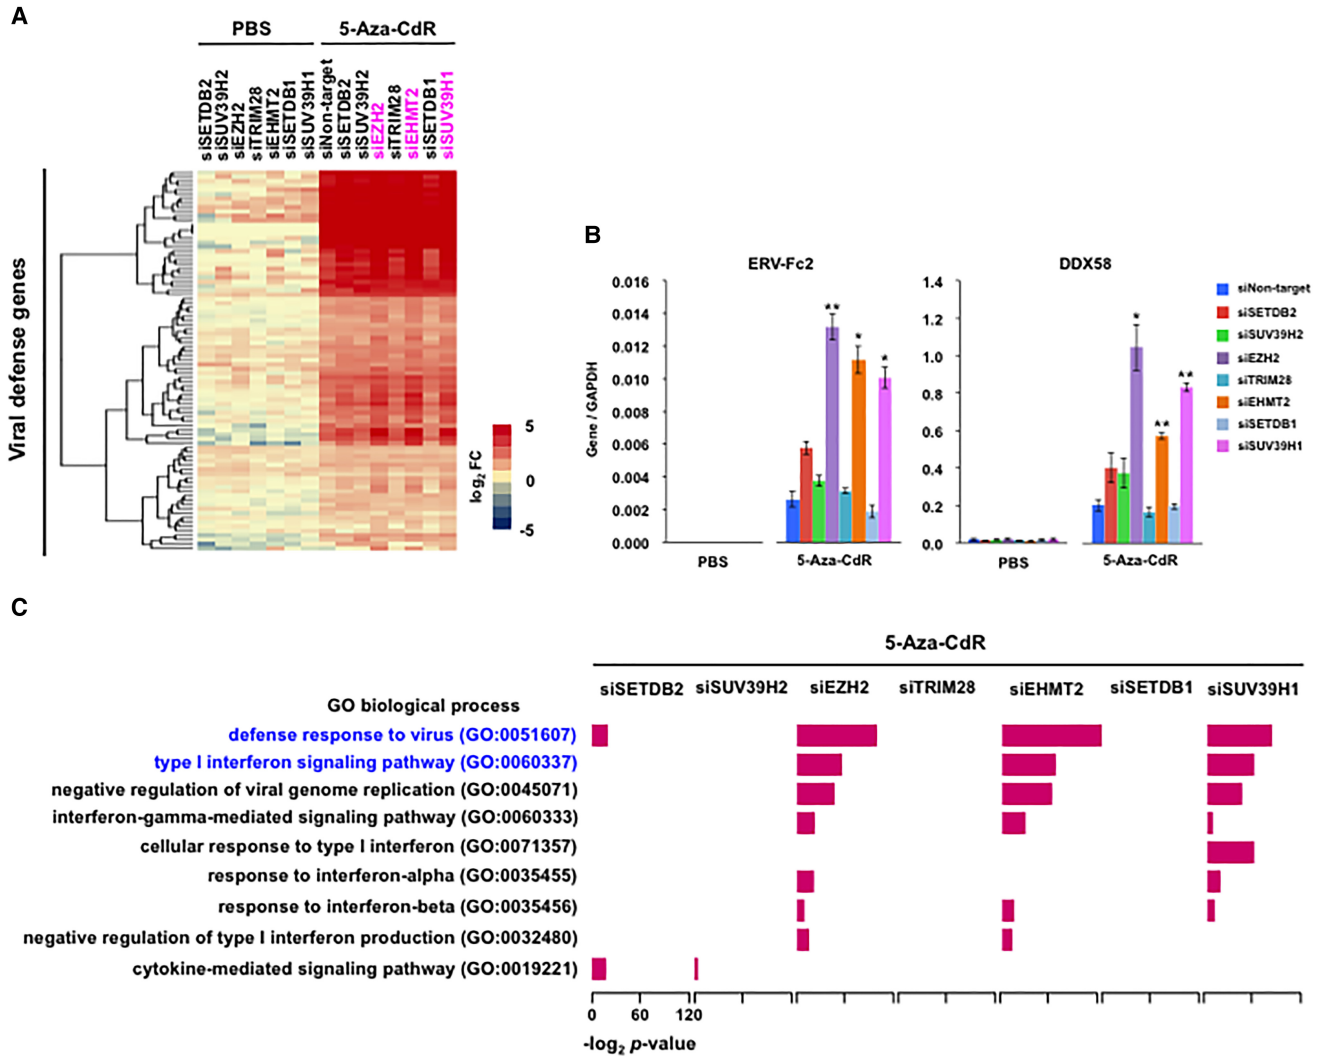 A
PBS
5-Aza-CdR
siSETDB2
siSUV39H2
siEZH2
siTRIM28
siEHMT2
siSETDB1
siSUV39H1
siNon-target
siSETDB2
siSUV39H2
siEZH2
siTRIM28
siEHMT2
siSETDB1
siSUV39H1
Viral defense genes
5
0
-5
log2 FC
B
ERV-Fc2
Gene / GAPDH
0.016
0.014
0.012
0.010
0.008
0.006
0.004
0.002
0.000
**
*
*
PBS
5-Aza-CdR
DDX58
1.4
1.2
1.0
0.8
0.6
0.4
0.2
0.0
*
**
**
PBS
5-Aza-CdR
siNon-target
siSETDB2
siSUV39H2
siEZH2
siTRIM28
siEHMT2
siSETDB1
siSUV39H1
C
5-Aza-CdR
siSETDB2
siSUV39H2
siEZH2
siTRIM28
siEHMT2
siSETDB1
siSUV39H1
GO biological process
defense response to virus (GO:0051607)
type I interferon signaling pathway (GO:0060337)
negative regulation of viral genome replication (GO:0045071)
interferon-gamma-mediated signaling pathway (GO:0060333)
cellular response to type I interferon (GO:0071357)
response to interferon-alpha (GO:0035455)
response to interferon-beta (GO:0035456)
negative regulation of type I interferon production (GO:0032480)
cytokine-mediated signaling pathway (GO:0019221)
0 60 120
-log2 p-value